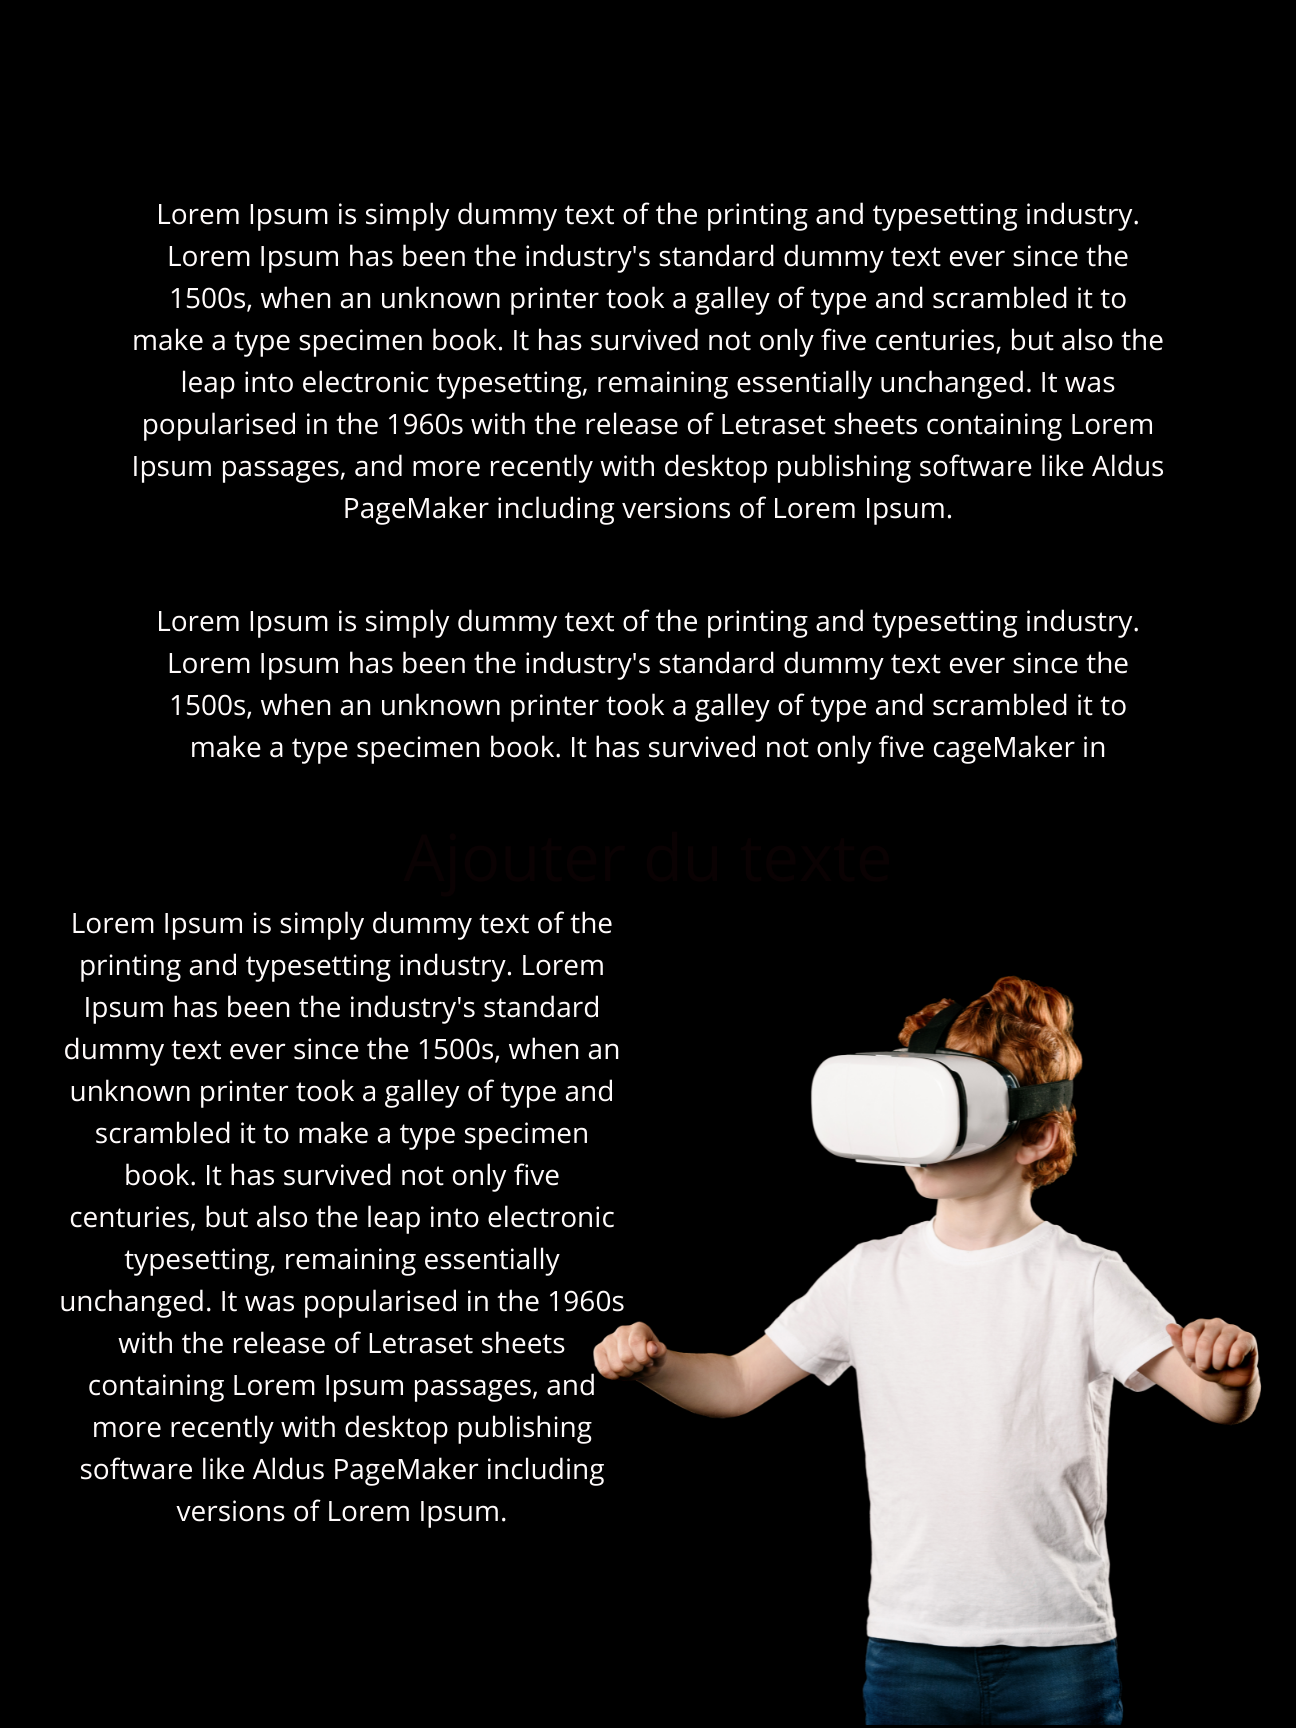 Lorem Ipsum is simply dummy text of the printing and typesetting industry.
Lorem Ipsum has been the industry's standard dummy text ever since the
1500s, when an unknown printer took a galley of type and scrambled it to
make a type specimen book. It has survived not only five centuries, but also the
leap into electronic typesetting, remaining essentially unchanged. It was
popularised in the 1960s with the release of Letraset sheets containing Lorem
Ipsum passages, and more recently with desktop publishing software like Aldus
PageMaker including versions of Lorem Ipsum.
Lorem Ipsum is simply dummy text of the printing and typesetting industry.
Lorem Ipsum has been the industry's standard dummy text ever since the
1500s, when an unknown printer took a galley of type and scrambled it to
make a type specimen book. It has survived not only five cageMaker in
Ajouter du texte
Lorem Ipsum is simply dummy text of the
printing and typesetting industry. Lorem
Ipsum has been the industry's standard
dummy text ever since the 1500s, when an
unknown printer took a galley of type and
scrambled it to make a type specimen
book. It has survived not only five
centuries, but also the leap into electronic
typesetting, remaining essentially
unchanged. It was popularised in the 1960s
with the release of Letraset sheets
containing Lorem Ipsum passages, and
more recently with desktop publishing
software like Aldus PageMaker including
versions of Lorem Ipsum.